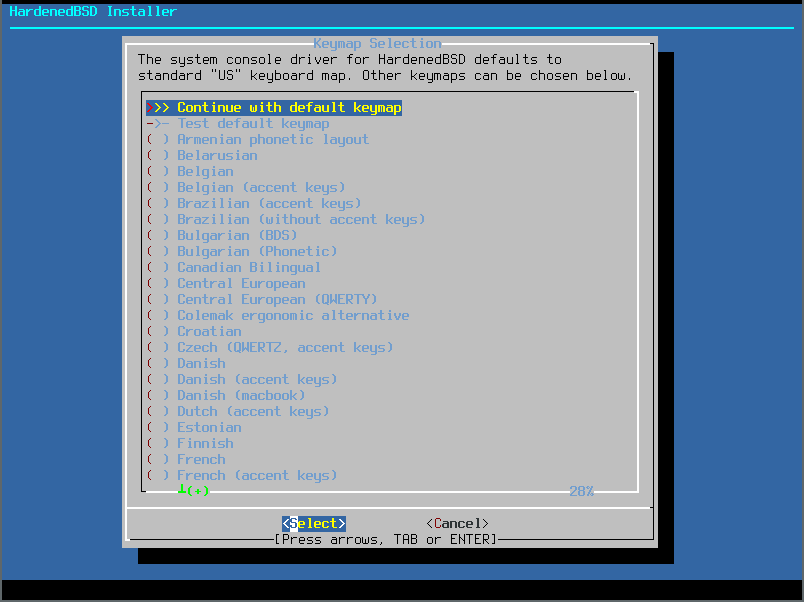 HardenedBSD Installer
Keymap Selection
The system console driver for HardenedBSD defaults to
standard "US" keyboard map. Other keymaps can be chosen below.
>>> Continue with default keymap
->- Test default keymap
( ) Armenian phonetic layout
( ) Belarusian
( ) Belgian
( ) Belgian (accent keys)
( ) Brazilian (accent keys)
( ) Brazilian (without accent keys)
( ) Bulgarian (BDS)
( ) Bulgarian (Phonetic)
( ) Canadian Bilingual
( ) Central European
( ) Central European (QWERTY)
( ) Colemak ergonomic alternative
( ) Croatian
( ) Czech (QWERTZ, accent keys)
( ) Danish
( ) Danish (accent keys)
( ) Danish (macbook)
( ) Dutch (accent keys)
( ) Estonian
( ) Finnish
( ) French
( ) French (accent keys)
┴(+) 28%
<Select> <Cancel>
[Press arrows, TAB or ENTER]